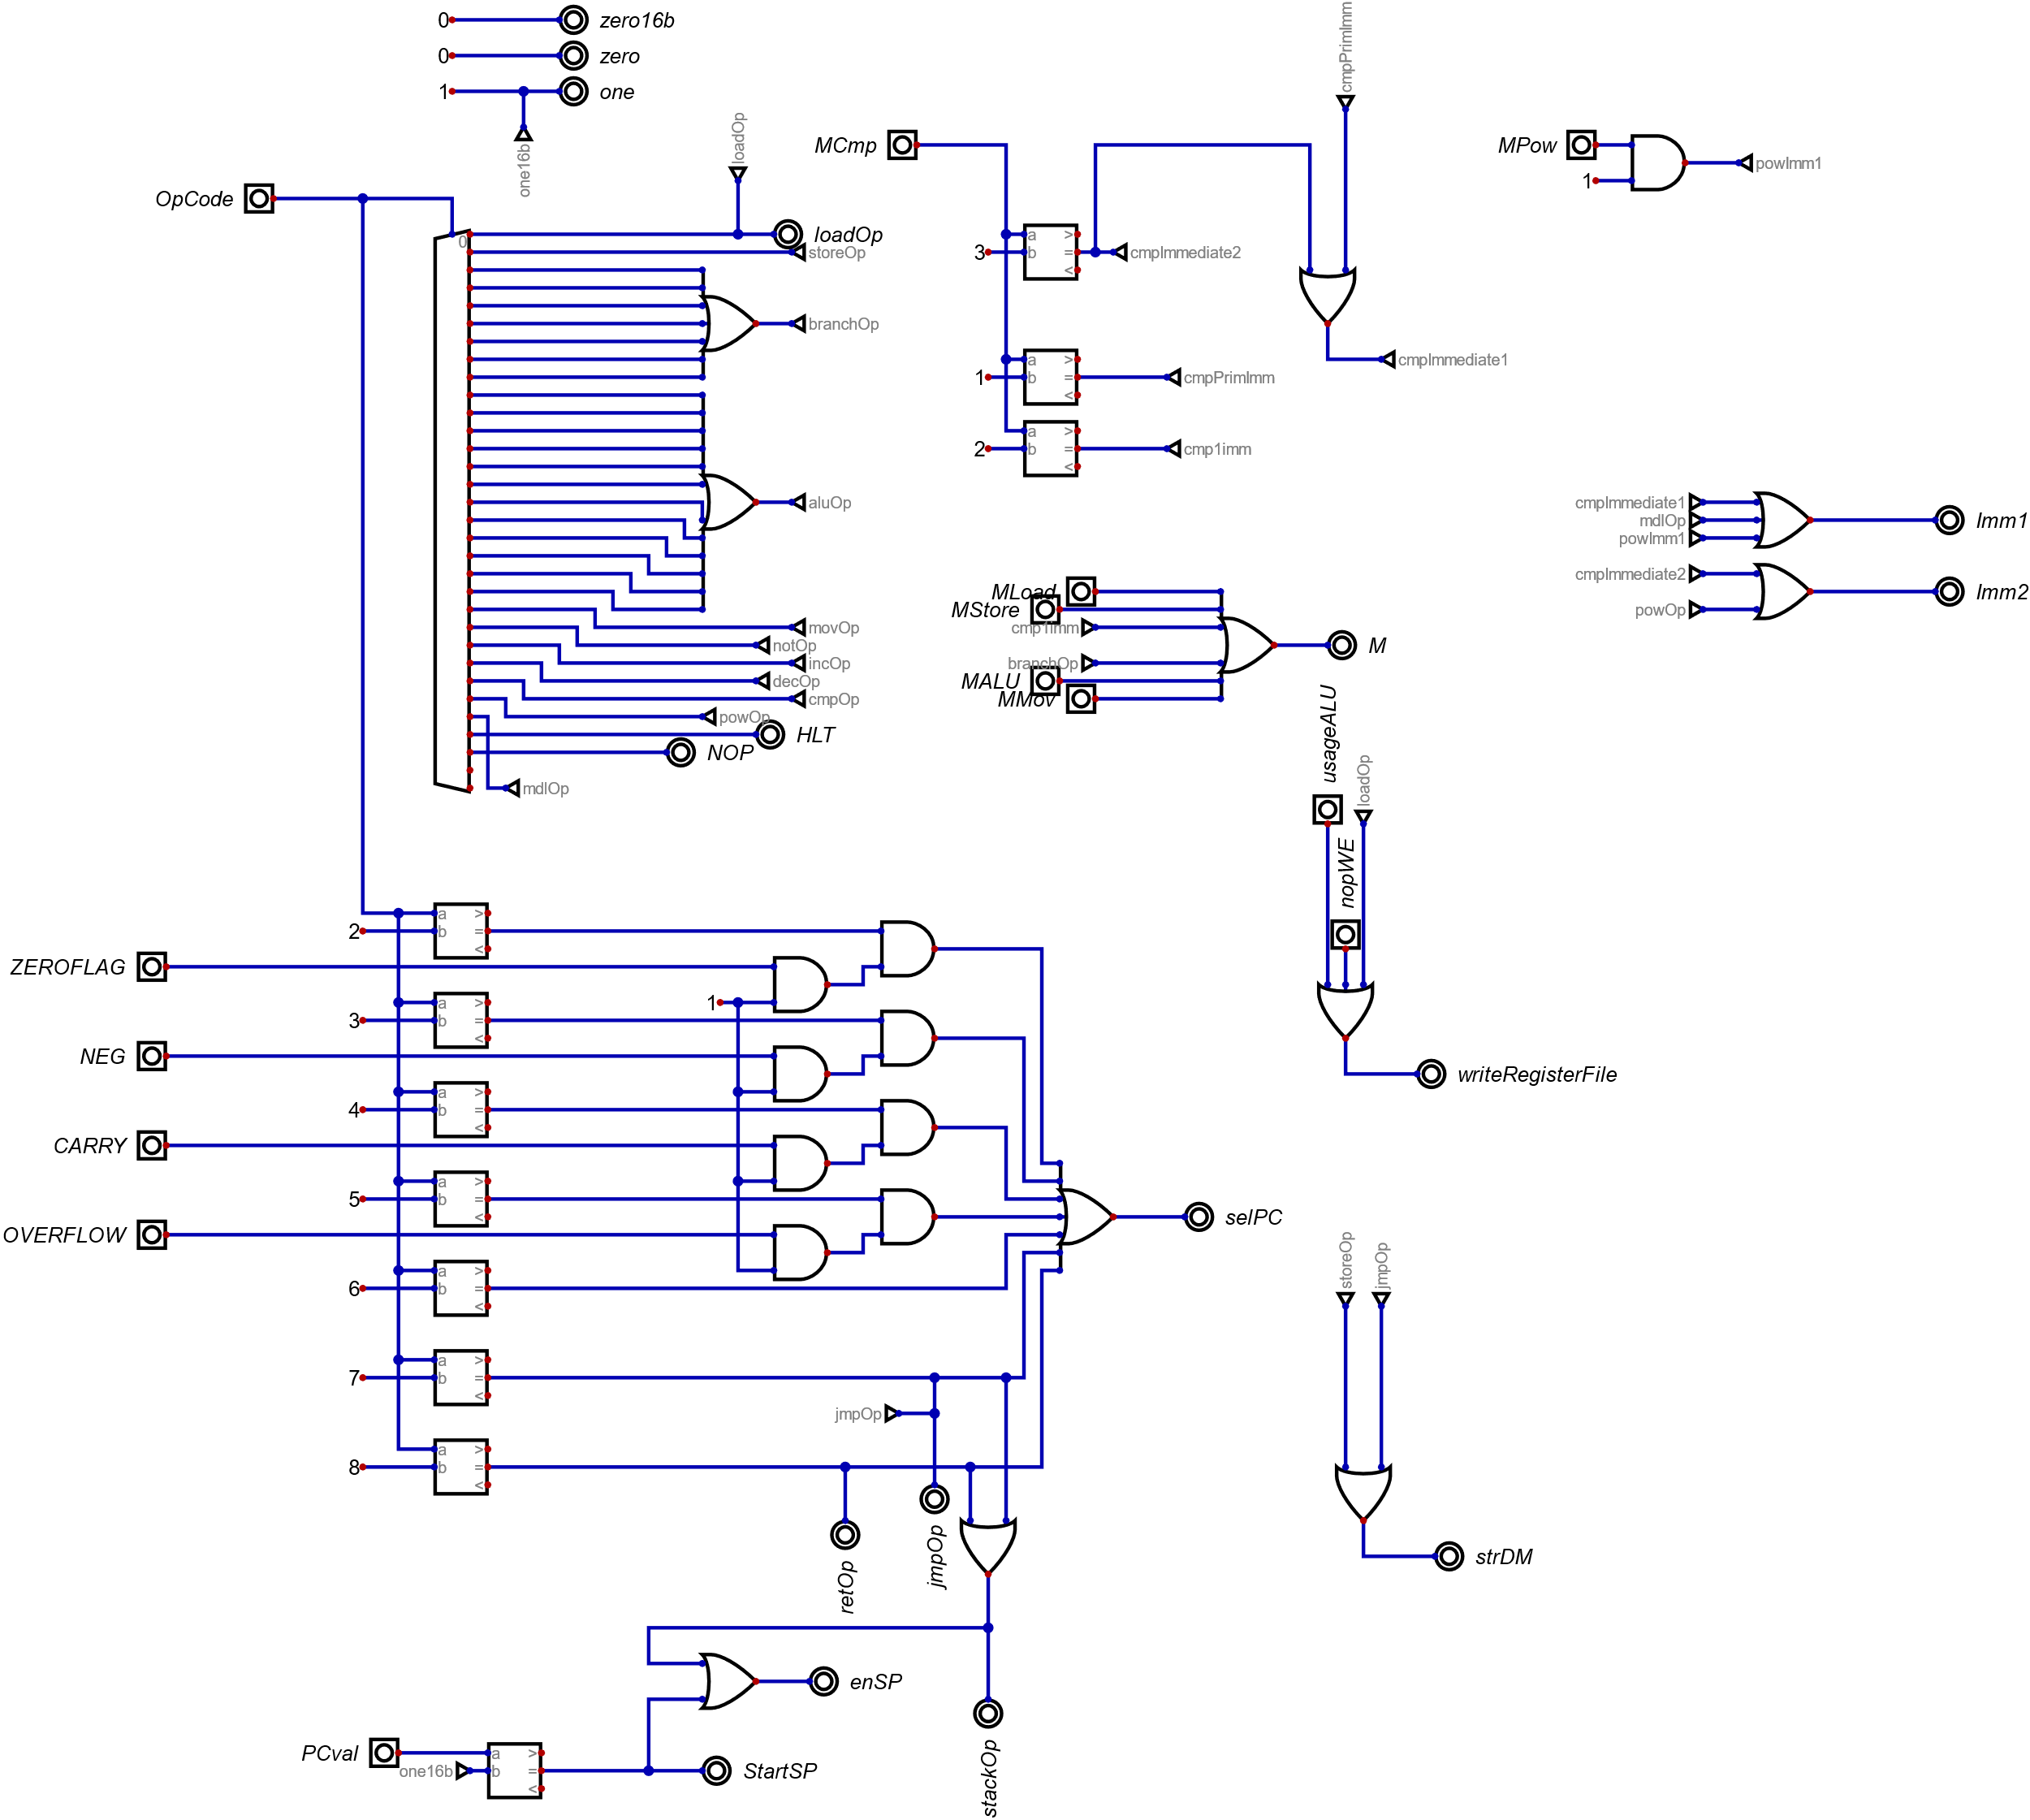 0 zero16b
0 zero
1 one
one16b
OpCode
0
loadOp
loadOp
storeOp
branchOp
aluOp
movOp
notOp
incOp
decOp
cmpOp
powOp
HLT
NOP
mdlOp
MCmp
3 a b > = <
cmpImmediate2
cmpPrimImm
cmpImmediate1
1 a b > = <
cmpPrimImm
2 a b > = <
cmp1imm
MPow
1
powImm1
cmpImmediate1
mdlOp
powImm1
Imm1
cmpImmediate2
powOp
Imm2
MLoad
MStore
cmp1imm
branchOp
MALU
MMov
M
usageALU
nopWE
loadOp
writeRegisterFile
2 a b > = <
ZEROFLAG
1
3 a b > = <
NEG
4 a b > = <
CARRY
5 a b > = <
OVERFLOW
6 a b > = <
selPC
7 a b > = <
jmpOp
8 a b > = <
retOp
jmpOp
storeOp
jmpOp
strDM
enSP
PCval
one16b
a b > = <
StartSP
stackOp